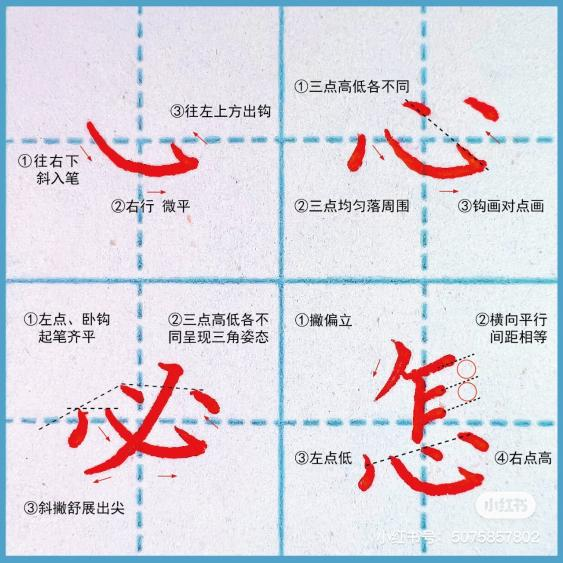 ③往左上方出钩
①往右下
斜入笔
②右行 微平
①三点高低各不同
心
②三点均匀落周围
③钩画对点画
①左点、卧钩
起笔齐平
②三点高低各不
同呈现三角姿态
必
③斜撇舒展出尖
①撇偏立
②横向平行
间距相等
怎
③左点低
④右点高
小红书
小红书号：5075857802